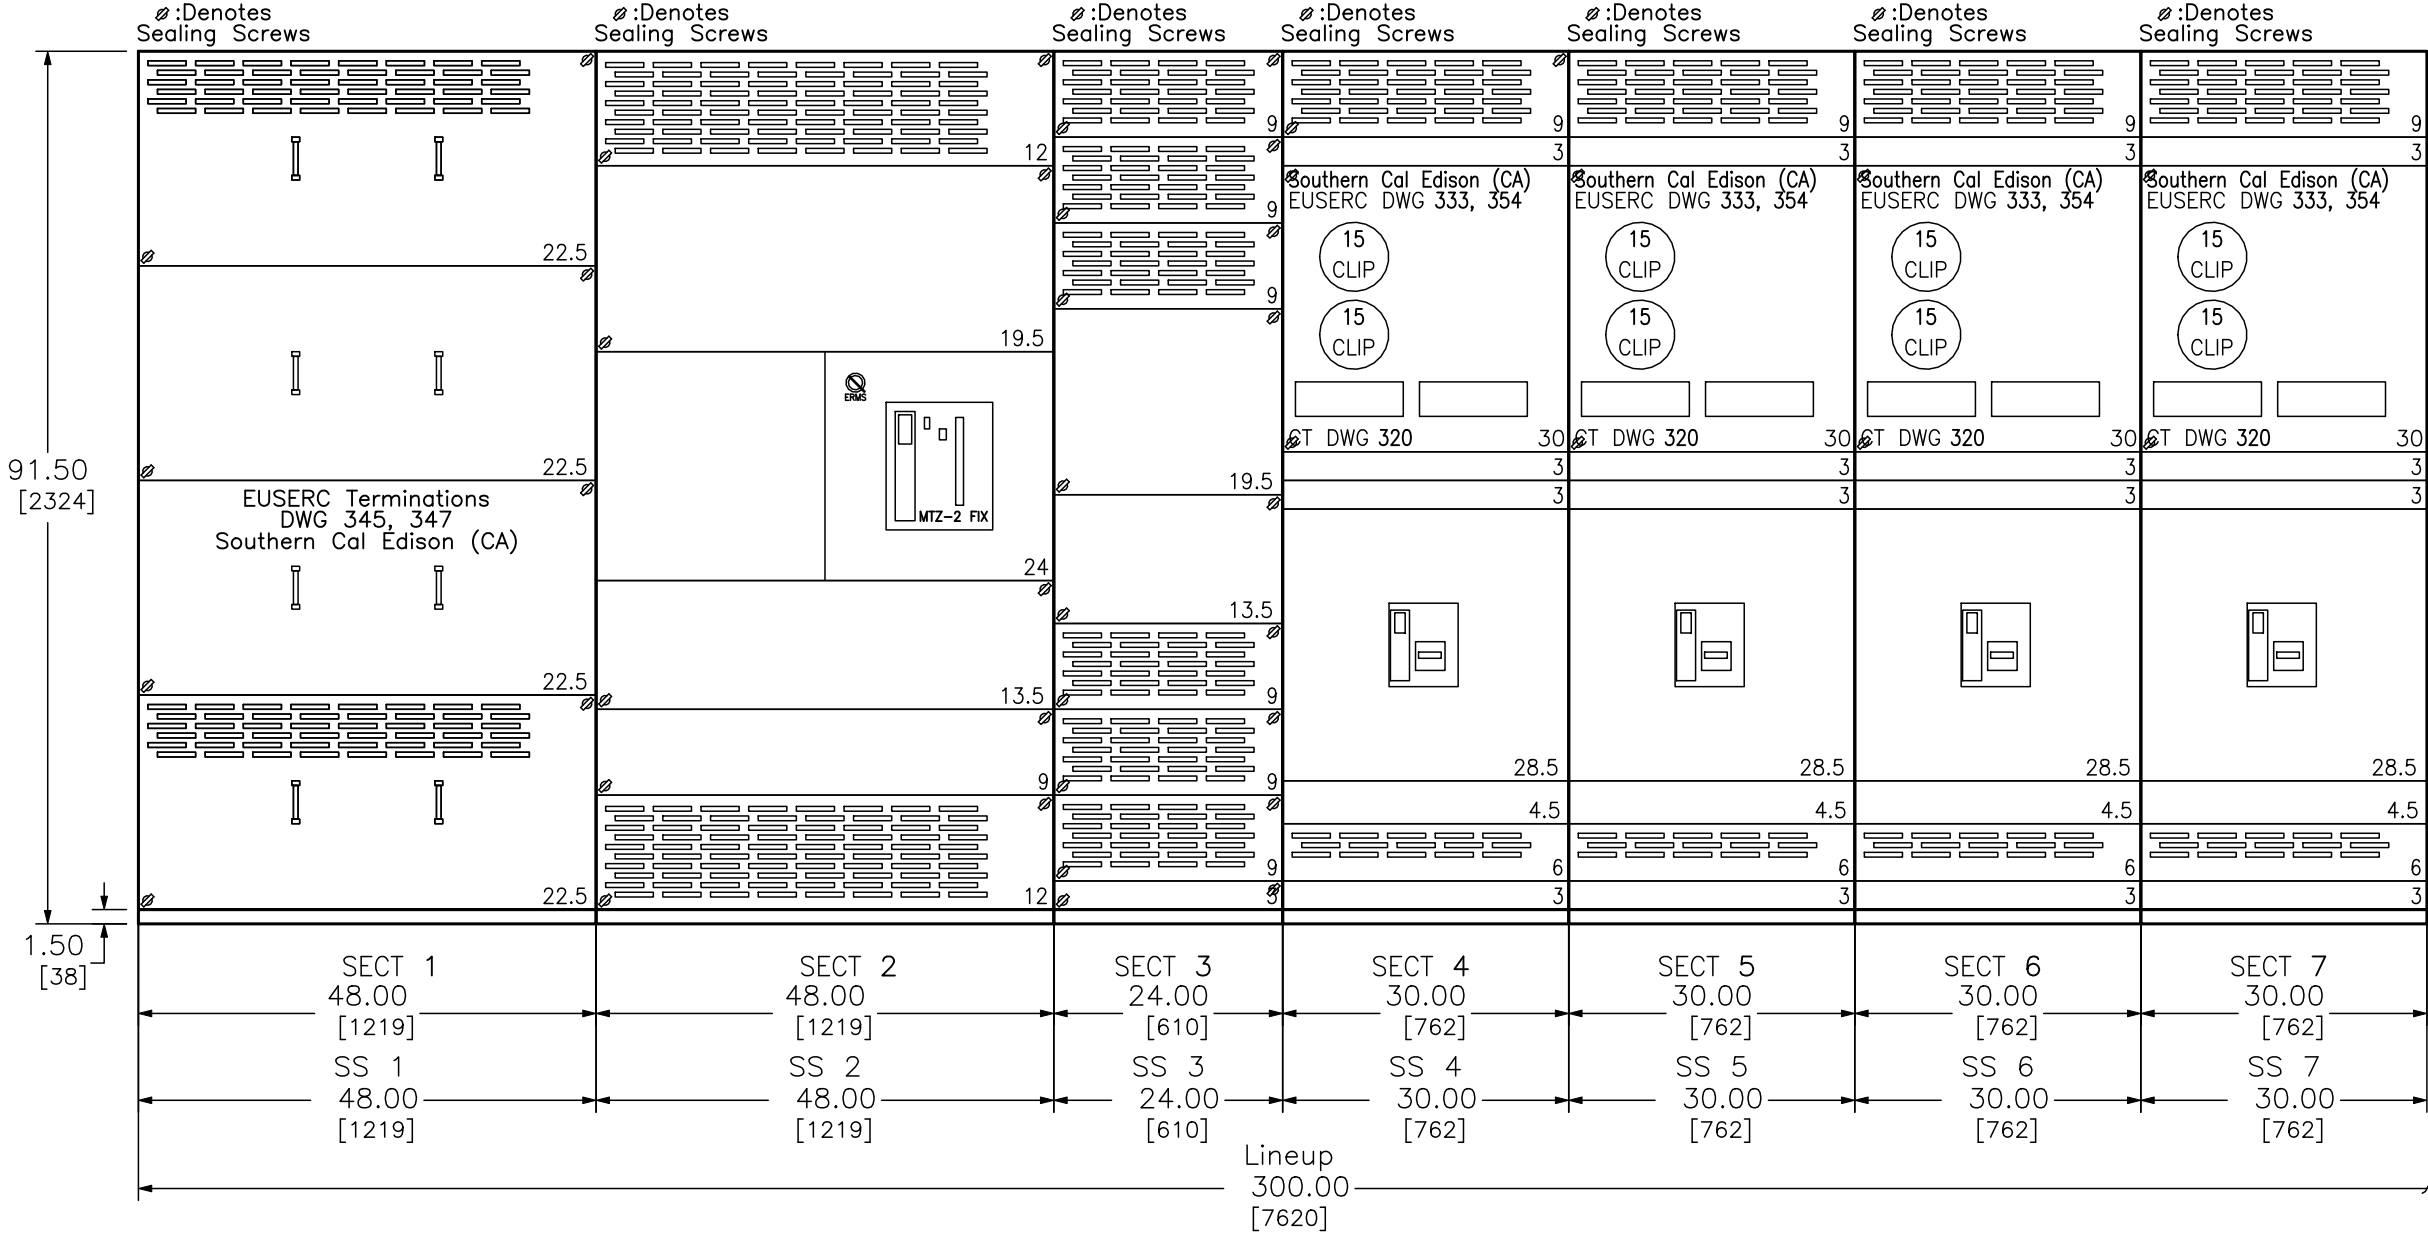 ⌀:Denotes
Sealing Screws
⌀:Denotes
Sealing Screws
⌀:Denotes
Sealing Screws
⌀:Denotes
Sealing Screws
⌀:Denotes
Sealing Screws
⌀:Denotes
Sealing Screws
⌀:Denotes
Sealing Screws
91.50
[2324]
1.50
[38]
22.5
22.5
EUSERC Terminations
DWG 345, 347
Southern Cal Edison (CA)
22.5
22.5
12
19.5
ERMS
MTZ-2 FIX
24
13.5
9
12
9
9
9
19.5
13.5
9
9
9
3
9
3
Southern Cal Edison (CA)
EUSERC DWG 333, 354
15
CLIP
15
CLIP
CT DWG 320
30
3
3
28.5
4.5
6
3
9
3
Southern Cal Edison (CA)
EUSERC DWG 333, 354
15
CLIP
15
CLIP
CT DWG 320
30
3
3
28.5
4.5
6
3
9
3
Southern Cal Edison (CA)
EUSERC DWG 333, 354
15
CLIP
15
CLIP
CT DWG 320
30
3
3
28.5
4.5
6
3
9
3
Southern Cal Edison (CA)
EUSERC DWG 333, 354
15
CLIP
15
CLIP
CT DWG 320
30
3
3
28.5
4.5
6
3
SECT 1
48.00
[1219]
SECT 2
48.00
[1219]
SECT 3
24.00
[610]
SECT 4
30.00
[762]
SECT 5
30.00
[762]
SECT 6
30.00
[762]
SECT 7
30.00
[762]
SS 1
48.00
[1219]
SS 2
48.00
[1219]
SS 3
24.00
[610]
SS 4
30.00
[762]
SS 5
30.00
[762]
SS 6
30.00
[762]
SS 7
30.00
[762]
Lineup
300.00
[7620]